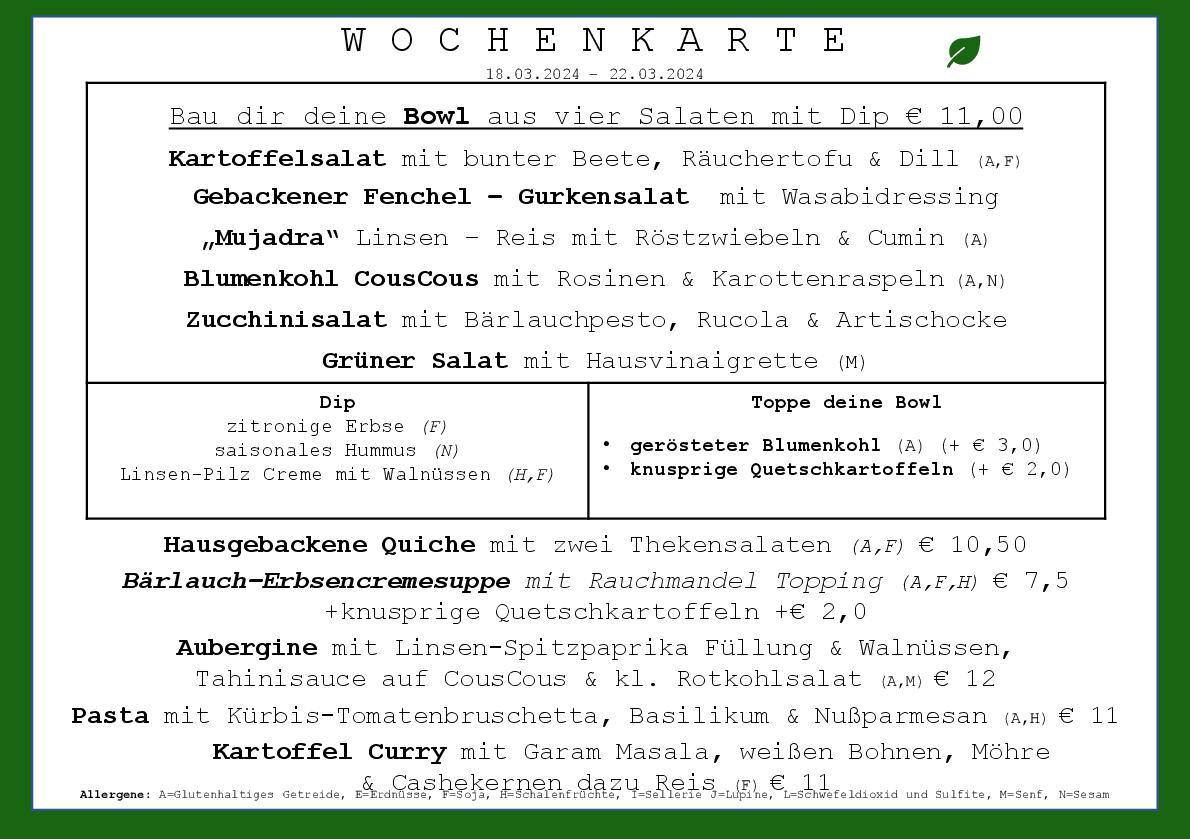 WOCHENKARTE
18.03.2024 – 22.03.2024
Bau dir deine Bowl aus vier Salaten mit Dip € 11,00
Kartoffelsalat mit bunter Beete, Räuchertofu & Dill (A,F)
Gebackener Fenchel – Gurkensalat mit Wasabidressing
„Mujadra“ Linsen – Reis mit Röstzwiebeln & Cumin (A)
Blumenkohl CousCous mit Rosinen & Karottenraspeln (A,N)
Zucchinisalat mit Bärlauchpesto, Rucola & Artischocke
Grüner Salat mit Hausvinaigrette (M)
Dip
zitronige Erbse (F)
saisonales Hummus (N)
Linsen-Pilz Creme mit Walnüssen (H,F)
Toppe deine Bowl
• gerösteter Blumenkohl (A) (+ € 3,0)
• knusprige Quetschkartoffeln (+ € 2,0)
Hausgebackene Quiche mit zwei Thekensalaten (A,F) € 10,50
Bärlauch-Erbsencremesuppe mit Rauchmandel Topping (A,F,H) € 7,5
+knusprige Quetschkartoffeln +€ 2,0
Aubergine mit Linsen-Spitzpaprika Füllung & Walnüssen,
Tahinisauce auf CousCous & kl. Rotkohlsalat (A,M) € 12
Pasta mit Kürbis-Tomatenbruschetta, Basilikum & Nußparmesan (A,H) € 11
Kartoffel Curry mit Garam Masala, weißen Bohnen, Möhre
& Cashekernen dazu Reis (F) € 11
Allergene: A=Glutenhaltiges Getreide, E=Erdnüsse, F=Soja, H=Schalenfrüchte, I=Sellerie J=Lupine, L=Schwefeldioxid und Sulfite, M=Senf, N=Sesam